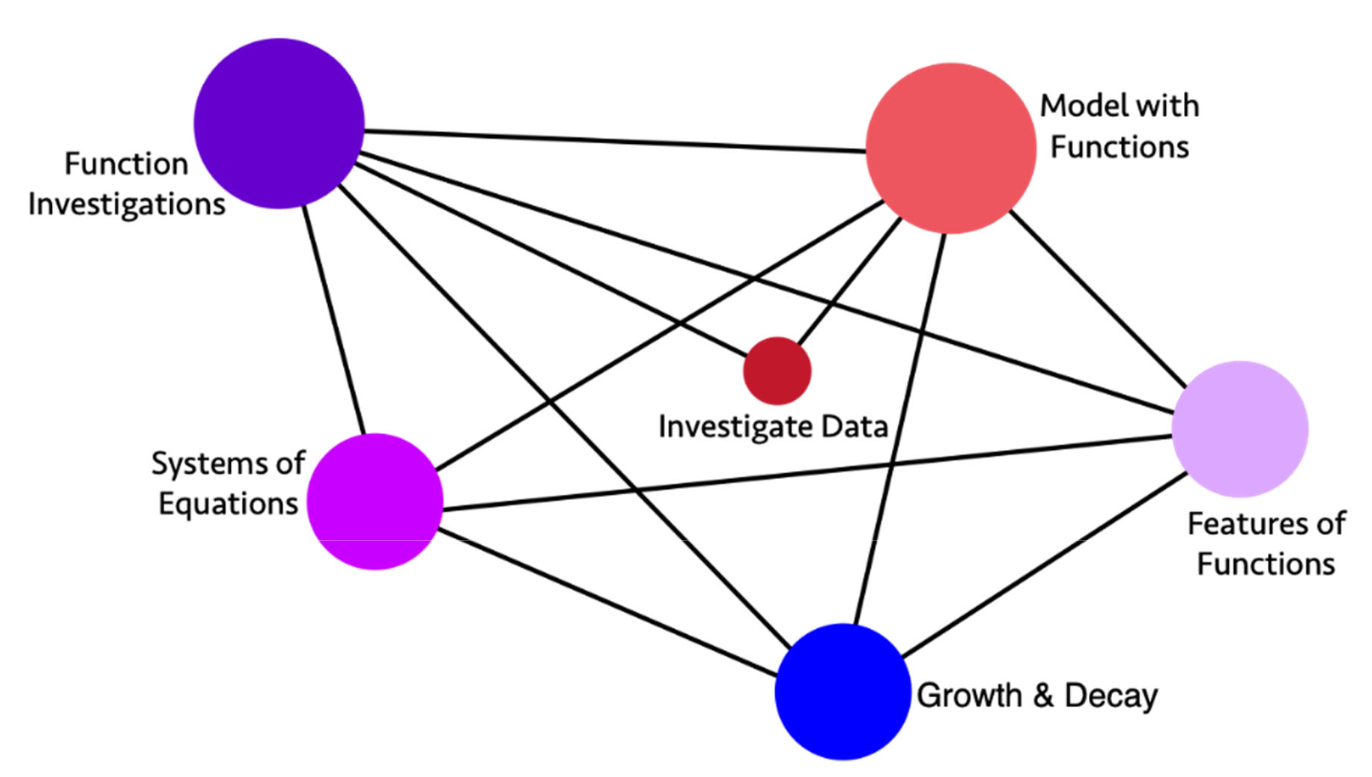 Model with
Functions
Function
Investigations
Investigate Data
Systems of
Equations
Features of
Functions
Growth & Decay